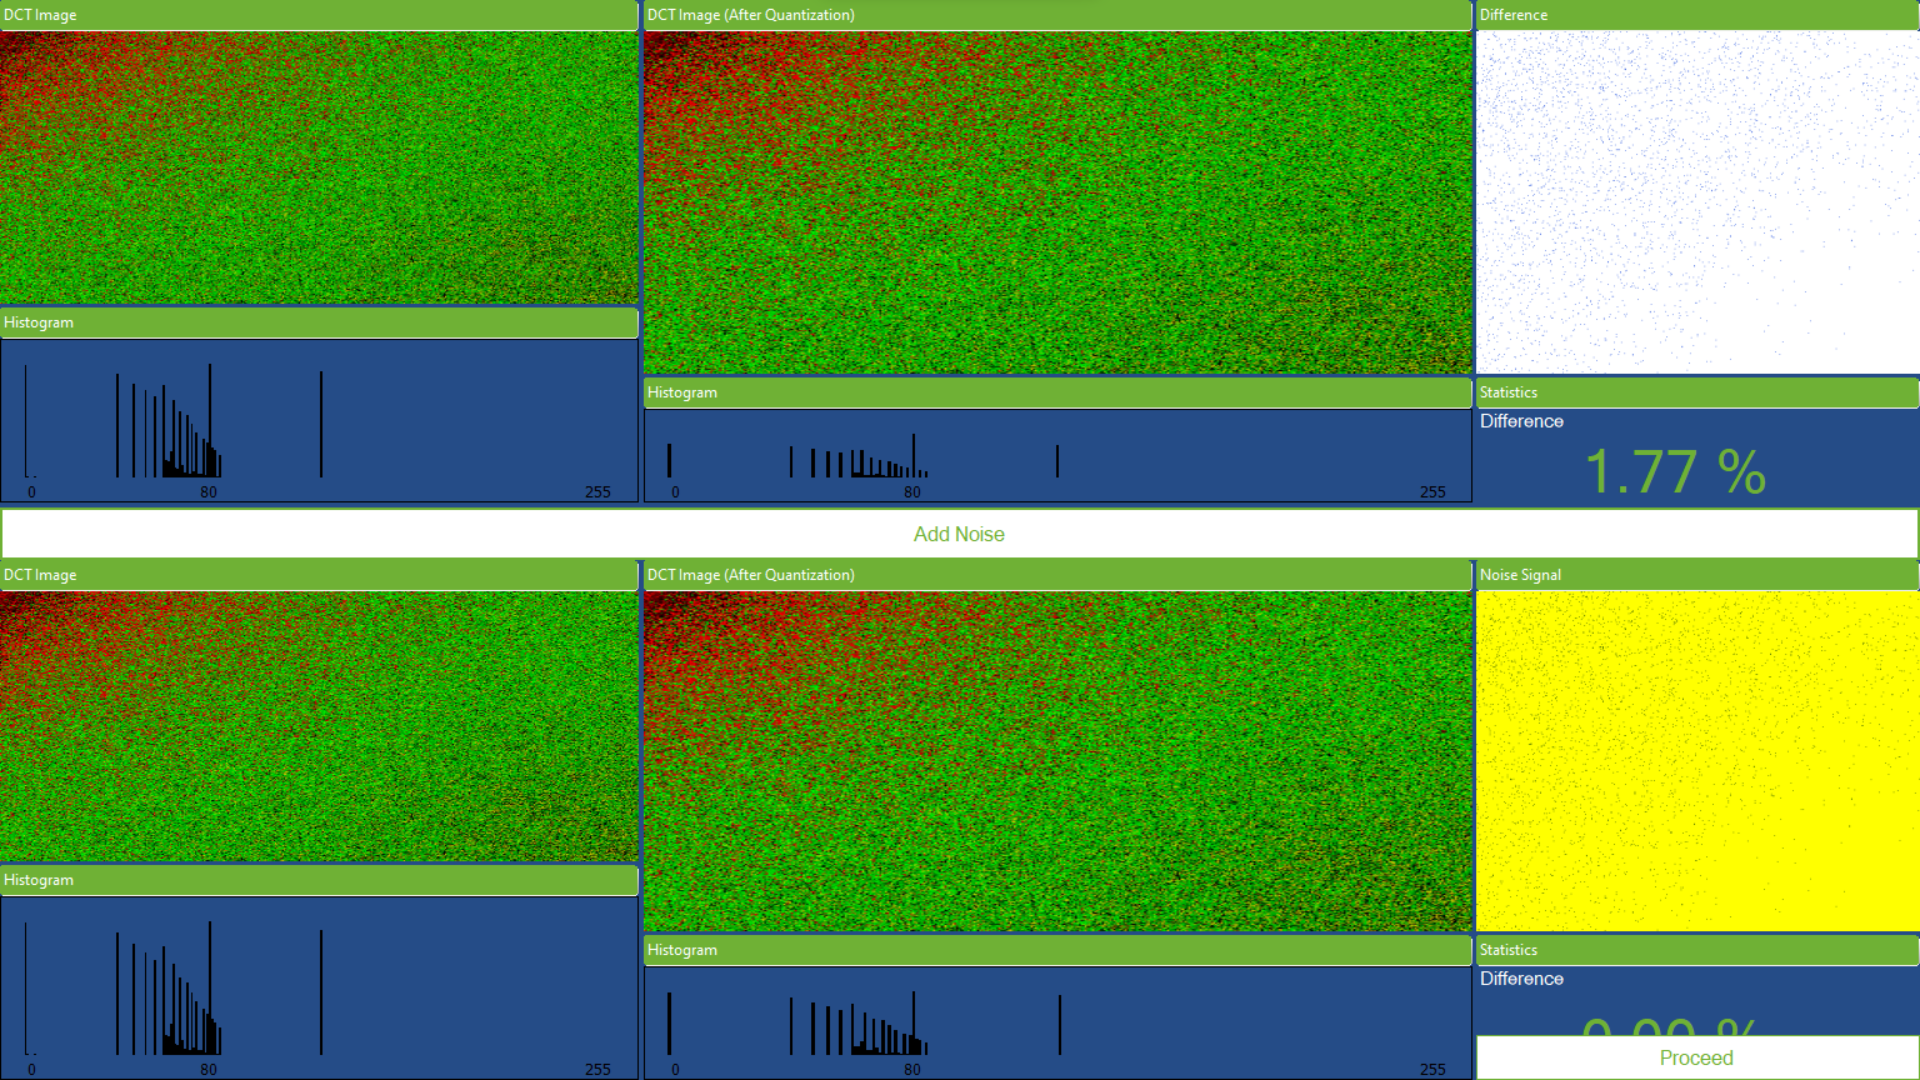 DCT Image
DCT Image (After Quantization)
Difference
Histogram
0 80 255
Histogram
0 80 255
Statistics
Difference
1.77 %
Add Noise
DCT Image
DCT Image (After Quantization)
Noise Signal
Histogram
0 80 255
Histogram
0 80 255
Statistics
Difference
Proceed